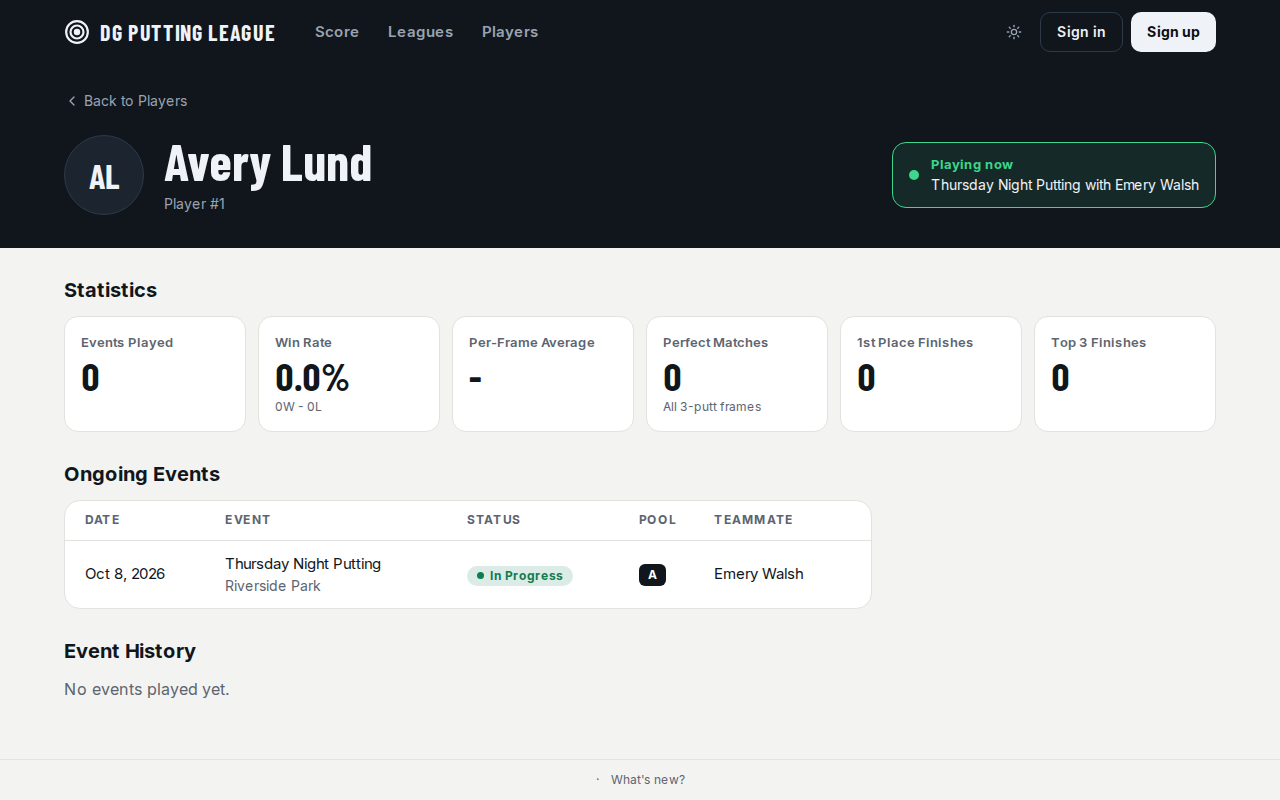 DG PUTTING LEAGUE Score Leagues Players Sign in Sign up
Back to Players
AL
Avery Lund
Player #1
Playing now
Thursday Night Putting with Emery Walsh
Statistics
Events Played
0
Win Rate
0.0%
0W - 0L
Per-Frame Average
-
Perfect Matches
0
All 3-putt frames
1st Place Finishes
0
Top 3 Finishes
0
Ongoing Events
DATE EVENT STATUS POOL TEAMMATE
Oct 8, 2026 Thursday Night Putting In Progress A Emery Walsh
Riverside Park
Event History
No events played yet.
· What's new?